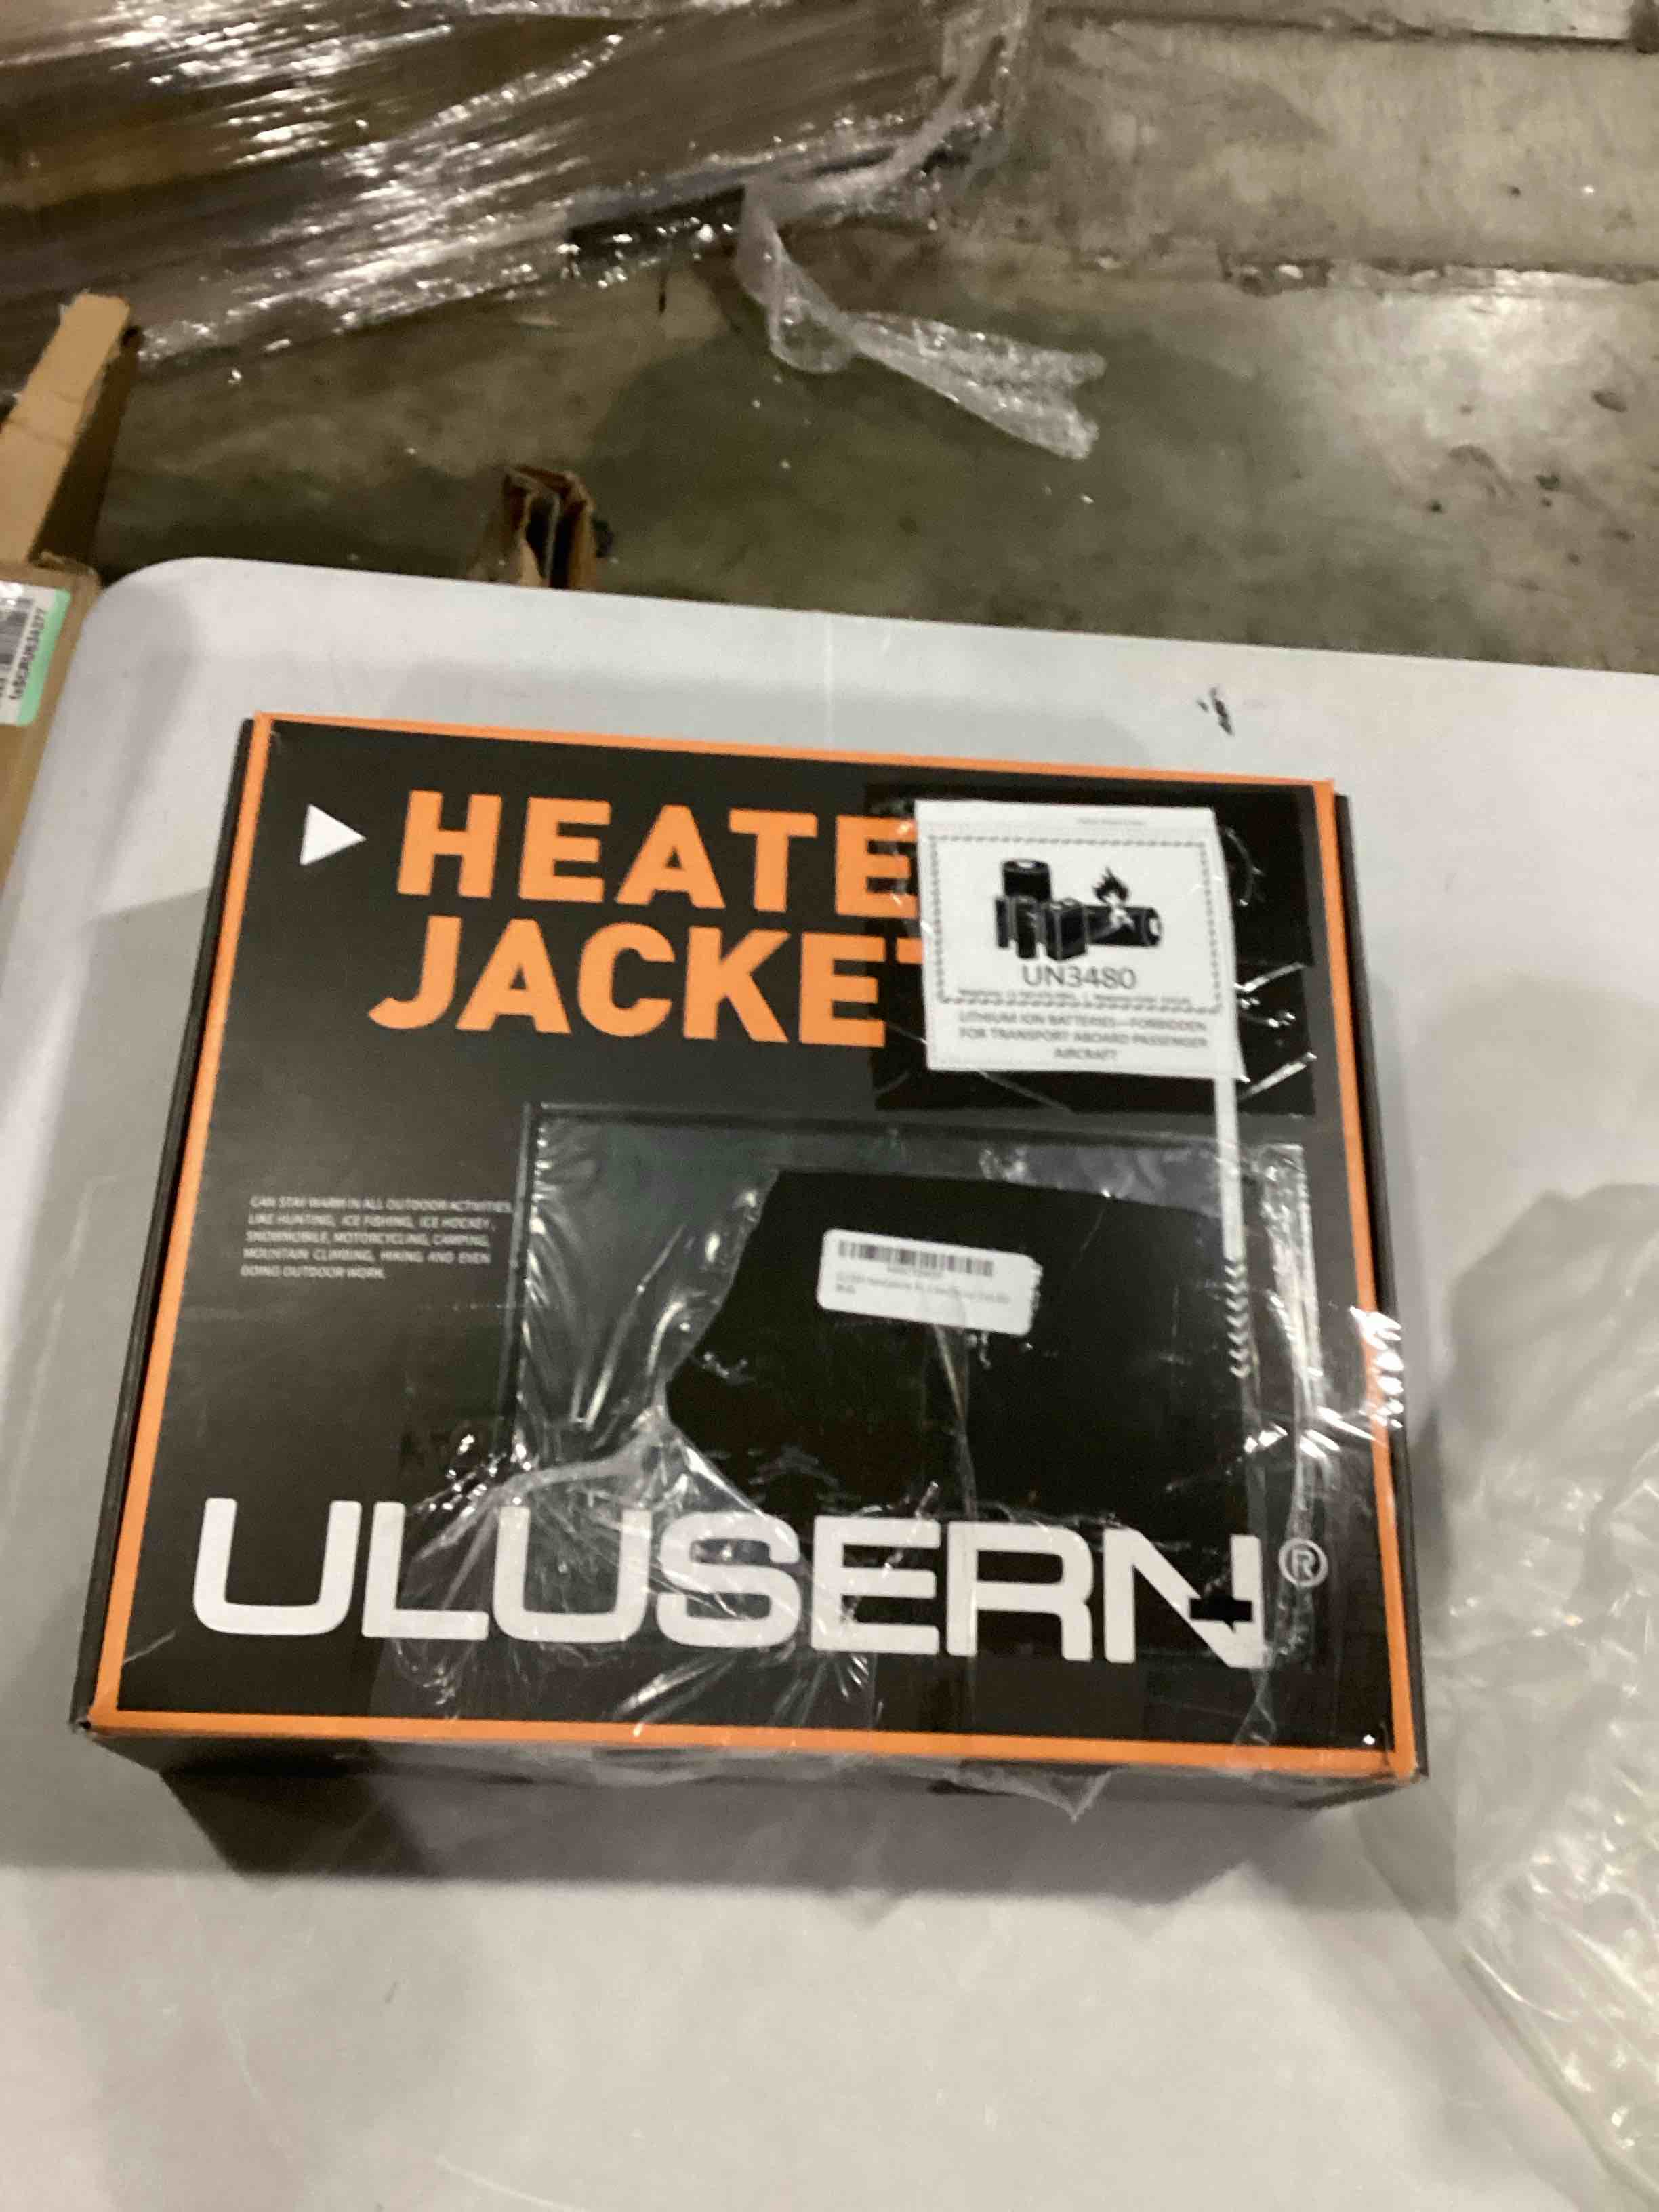 HEATE
JACKET
UN3480
LITHIUM ION BATTERIES—FORBIDDEN
FOR TRANSPORT ABOARD PASSENGER
AIRCRAFT
CAN STAY WARM IN ALL OUTDOOR ACTIVITIES
LIKE HUNTING, ICE FISHING, ICE HOCKEY,
SNOWMOBILE, MOTORCYCLING, CAMPING,
MOUNTAIN CLIMBING, HIKING AND EVEN
DOING OUTDOOR WORK.
ULUSERN®